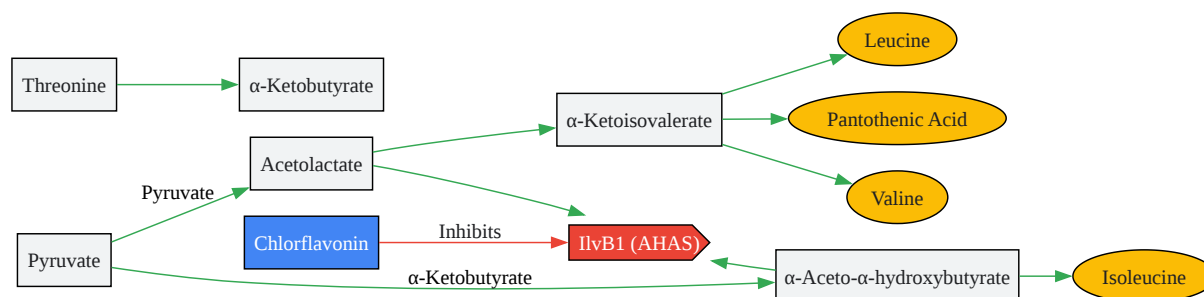 Leucine
Threonine
α-Ketobutyrate
α-Ketoisovalerate
Pantothenic Acid
Acetolactate
Pyruvate
Valine
Chlorflavonin
Inhibits
IlvB1 (AHAS)
Pyruvate
α-Ketobutyrate
α-Aceto-α-hydroxybutyrate
Isoleucine